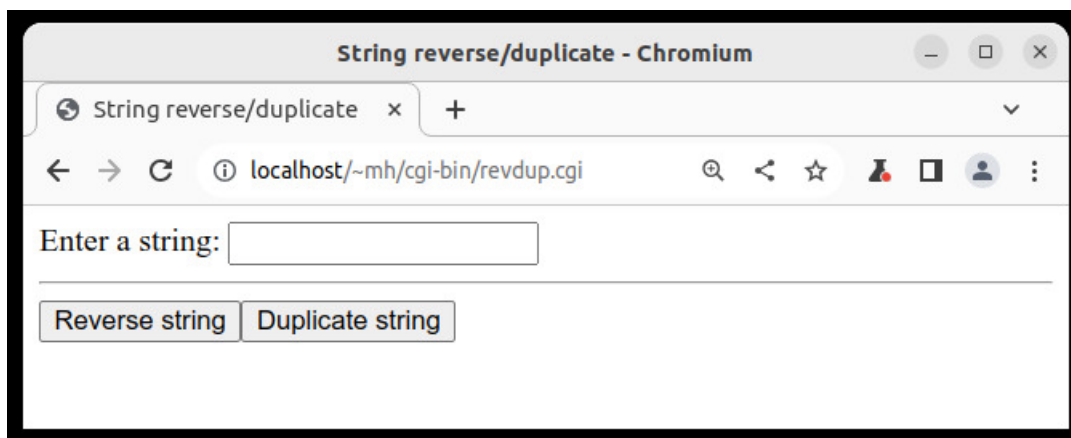 String reverse/duplicate - Chromium
String reverse/duplicate
localhost/~mh/cgi-bin/revdup.cgi
Enter a string:
Reverse string Duplicate string